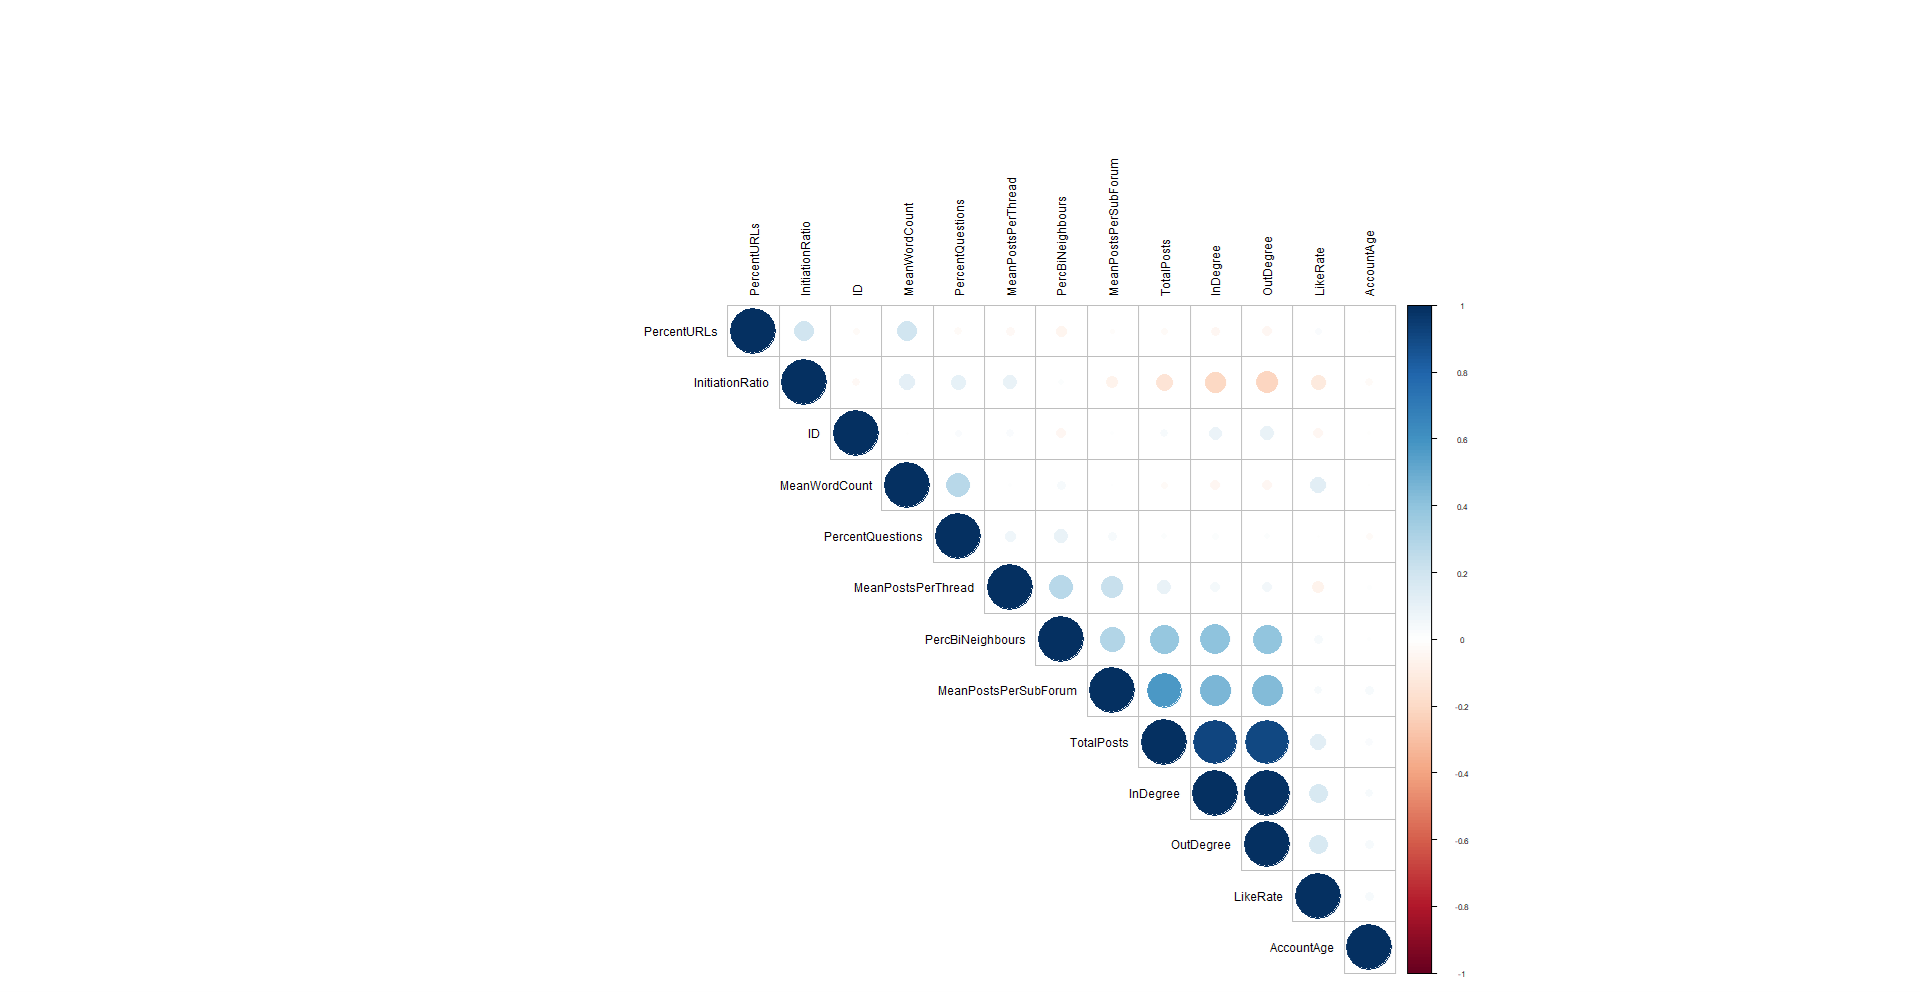 PercentURLs
InitiationRatio
ID
MeanWordCount
PercentQuestions
MeanPostsPerThread
PercBiNeighbours
MeanPostsPerSubForum
TotalPosts
InDegree
OutDegree
LikeRate
AccountAge
PercentURLs
InitiationRatio
ID
MeanWordCount
PercentQuestions
MeanPostsPerThread
PercBiNeighbours
MeanPostsPerSubForum
TotalPosts
InDegree
OutDegree
LikeRate
AccountAge
1
0.8
0.6
0.4
0.2
0
-0.2
-0.4
-0.6
-0.8
-1